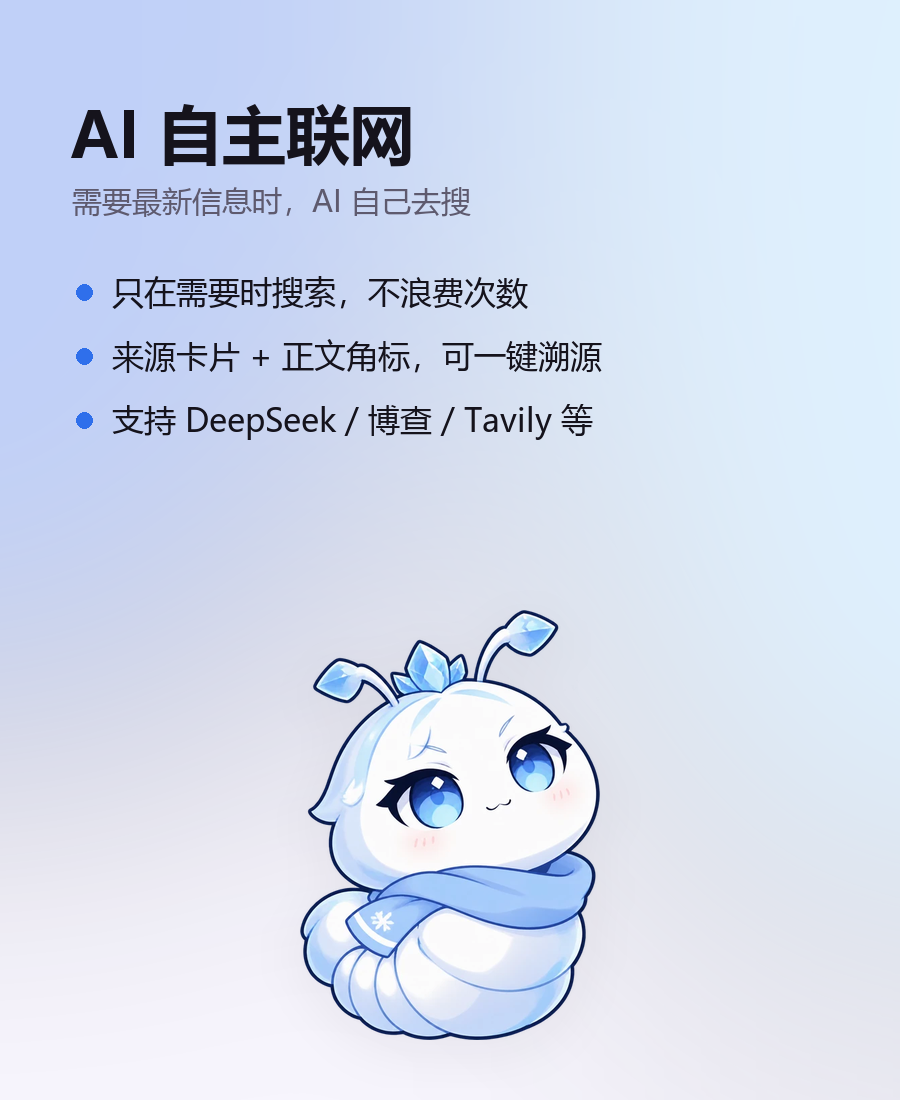 AI 自主联网
需要最新信息时，AI 自己去搜
只在需要时搜索，不浪费次数
来源卡片 + 正文角标，可一键溯源
支持 DeepSeek / 博查 / Tavily 等